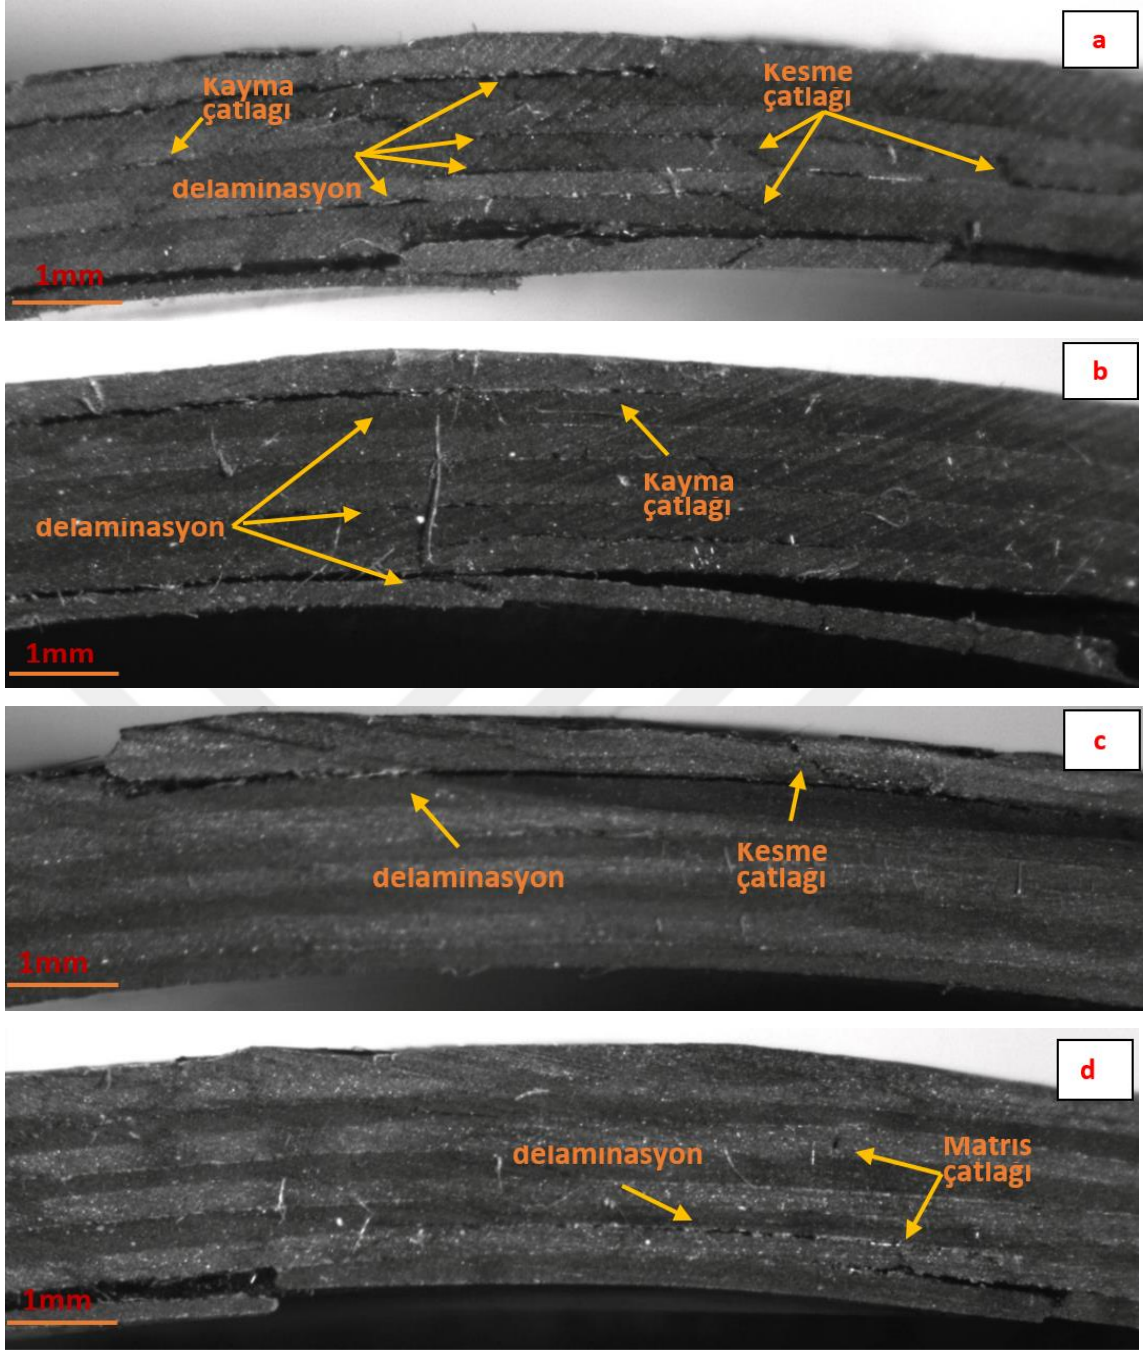 a
Kayma
çatlağı
Kesme
çatlağı
delaminasyon
1mm
b
Kayma
çatlağı
delaminasyon
1mm
c
delaminasyon
Kesme
çatlağı
1mm
d
delaminasyon
Matris
çatlağı
1mm